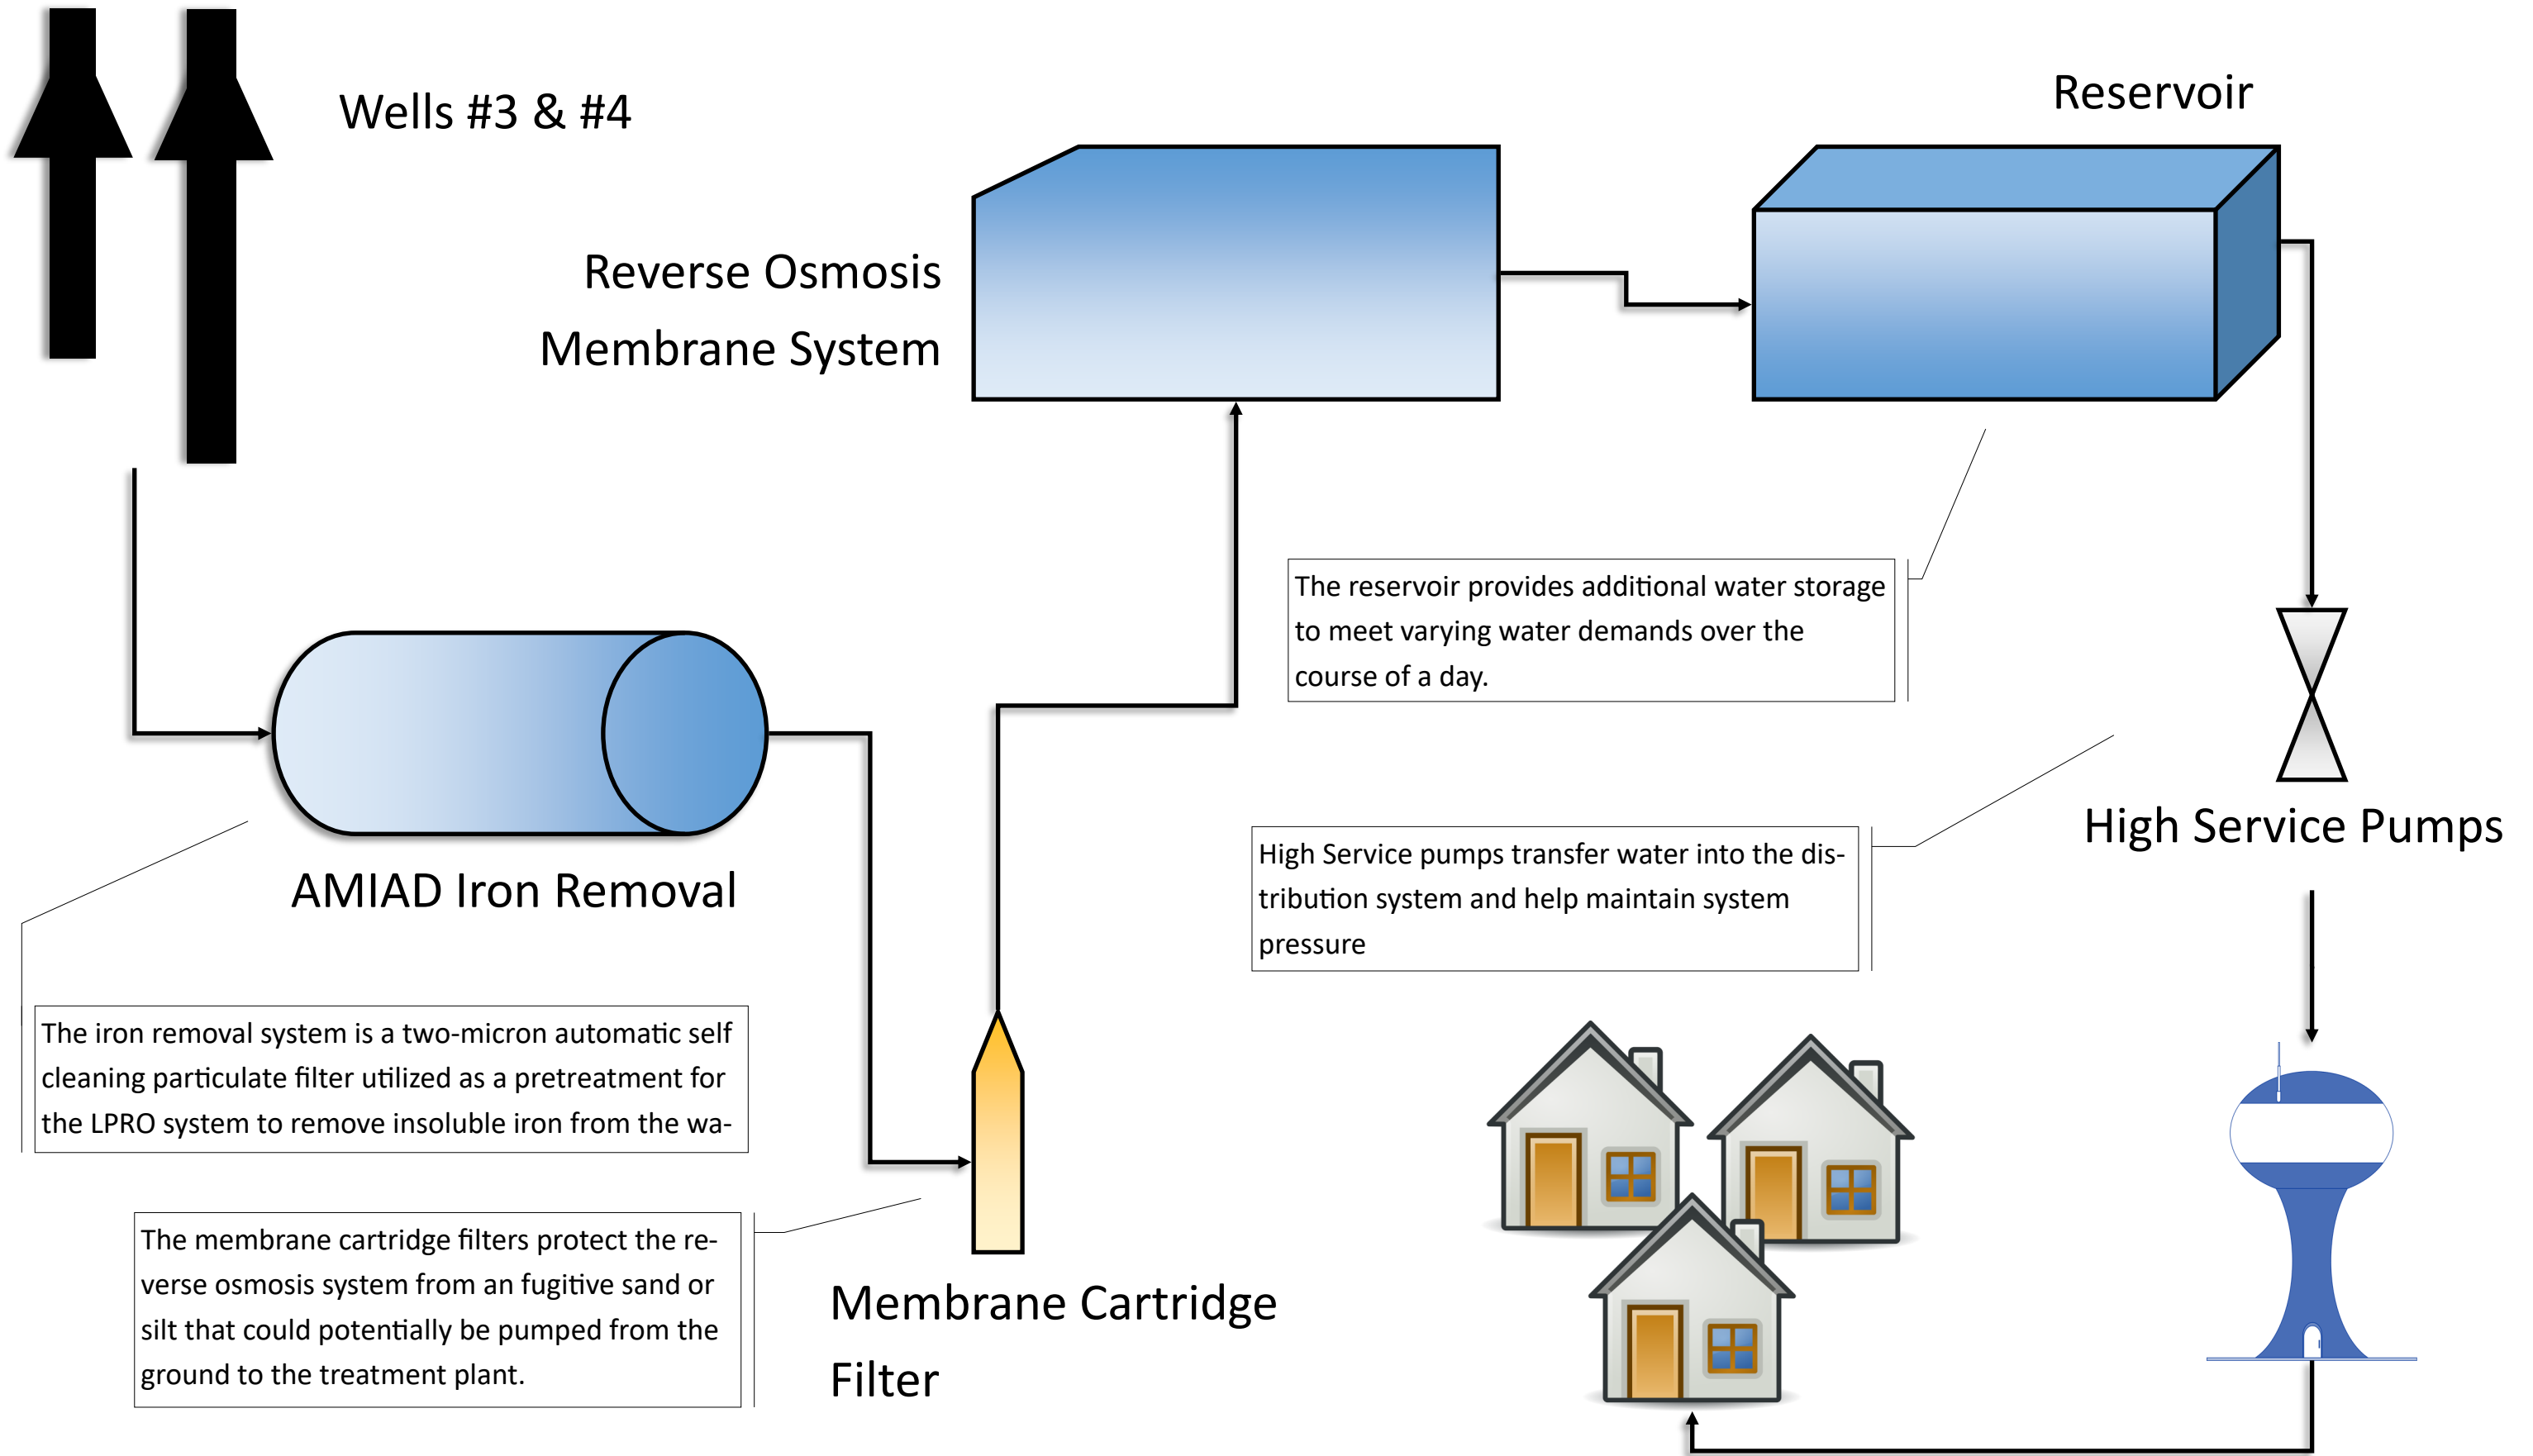 Wells #3 & #4
Reservoir
Reverse Osmosis
Membrane System
The reservoir provides additional water storage
to meet varying water demands over the
course of a day.
High Service Pumps
High Service pumps transfer water into the dis-
tribution system and help maintain system
pressure
AMIAD Iron Removal
The iron removal system is a two-micron automatic self
cleaning particulate filter utilized as a pretreatment for
the LPRO system to remove insoluble iron from the wa-
The membrane cartridge filters protect the re-
verse osmosis system from an fugitive sand or
silt that could potentially be pumped from the
ground to the treatment plant.
Membrane Cartridge
Filter